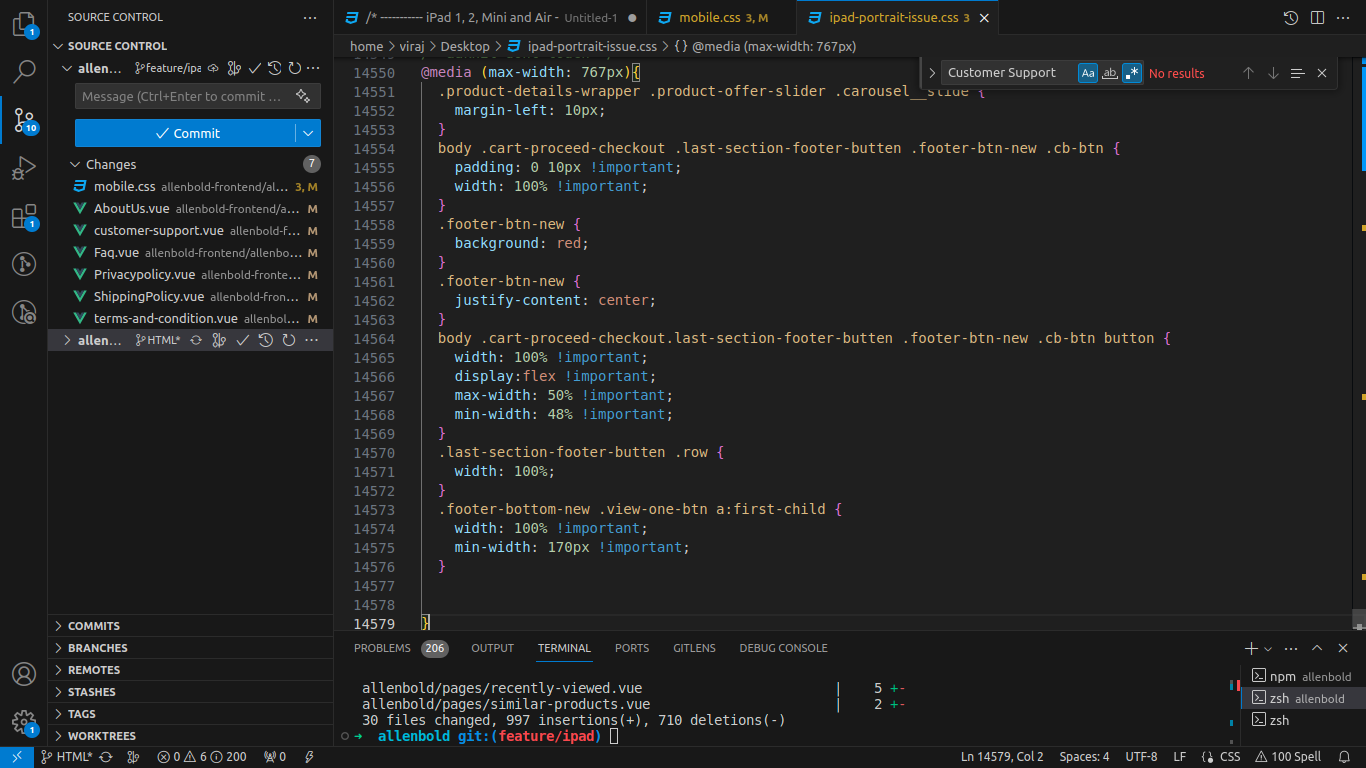 SOURCE CONTROL
/* ----------- iPad 1, 2, Mini and Air - Untitled-1
mobile.css 3, M
ipad-portrait-issue.css 3
home > viraj > Desktop > ipad-portrait-issue.css > { } @media (max-width: 767px)
SOURCE CONTROL
allen... feature/ipa
Message (Ctrl+Enter to commit ...
Commit
Changes 7
mobile.css allenbold-frontend/al... 3, M
AboutUs.vue allenbold-frontend/a... M
customer-support.vue allenbold-f... M
Faq.vue allenbold-frontend/allenbo... M
Privacypolicy.vue allenbold-fronte... M
ShippingPolicy.vue allenbold-fron... M
terms-and-condition.vue allenbol... M
allen... HTML*
COMMITS
BRANCHES
REMOTES
STASHES
TAGS
WORKTREES
1
10
1
1
Customer Support Aa ab .* No results
14550 @media (max-width: 767px){
14551 .product-details-wrapper .product-offer-slider .carousel__slide {
14552 margin-left: 10px;
14553 }
14554 body .cart-proceed-checkout .last-section-footer-butten .footer-btn-new .cb-btn {
14555 padding: 0 10px !important;
14556 width: 100% !important;
14557 }
14558 .footer-btn-new {
14559 background: red;
14560 }
14561 .footer-btn-new {
14562 justify-content: center;
14563 }
14564 body .cart-proceed-checkout.last-section-footer-butten .footer-btn-new .cb-btn button {
14565 width: 100% !important;
14566 display:flex !important;
14567 max-width: 50% !important;
14568 min-width: 48% !important;
14569 }
14570 .last-section-footer-butten .row {
14571 width: 100%;
14572 }
14573 .footer-bottom-new .view-one-btn a:first-child {
14574 width: 100% !important;
14575 min-width: 170px !important;
14576 }
14577
14578
14579 }
PROBLEMS 206 OUTPUT TERMINAL PORTS GITLENS DEBUG CONSOLE
allenbold/pages/recently-viewed.vue | 5 +-
allenbold/pages/similar-products.vue | 2 +-
30 files changed, 997 insertions(+), 710 deletions(-)
➜ allenbold git:(feature/ipad)
npm allenbold
zsh allenbold
zsh
HTML* 0 6 200 0 Ln 14579, Col 2 Spaces: 4 UTF-8 LF { } CSS 100 Spell